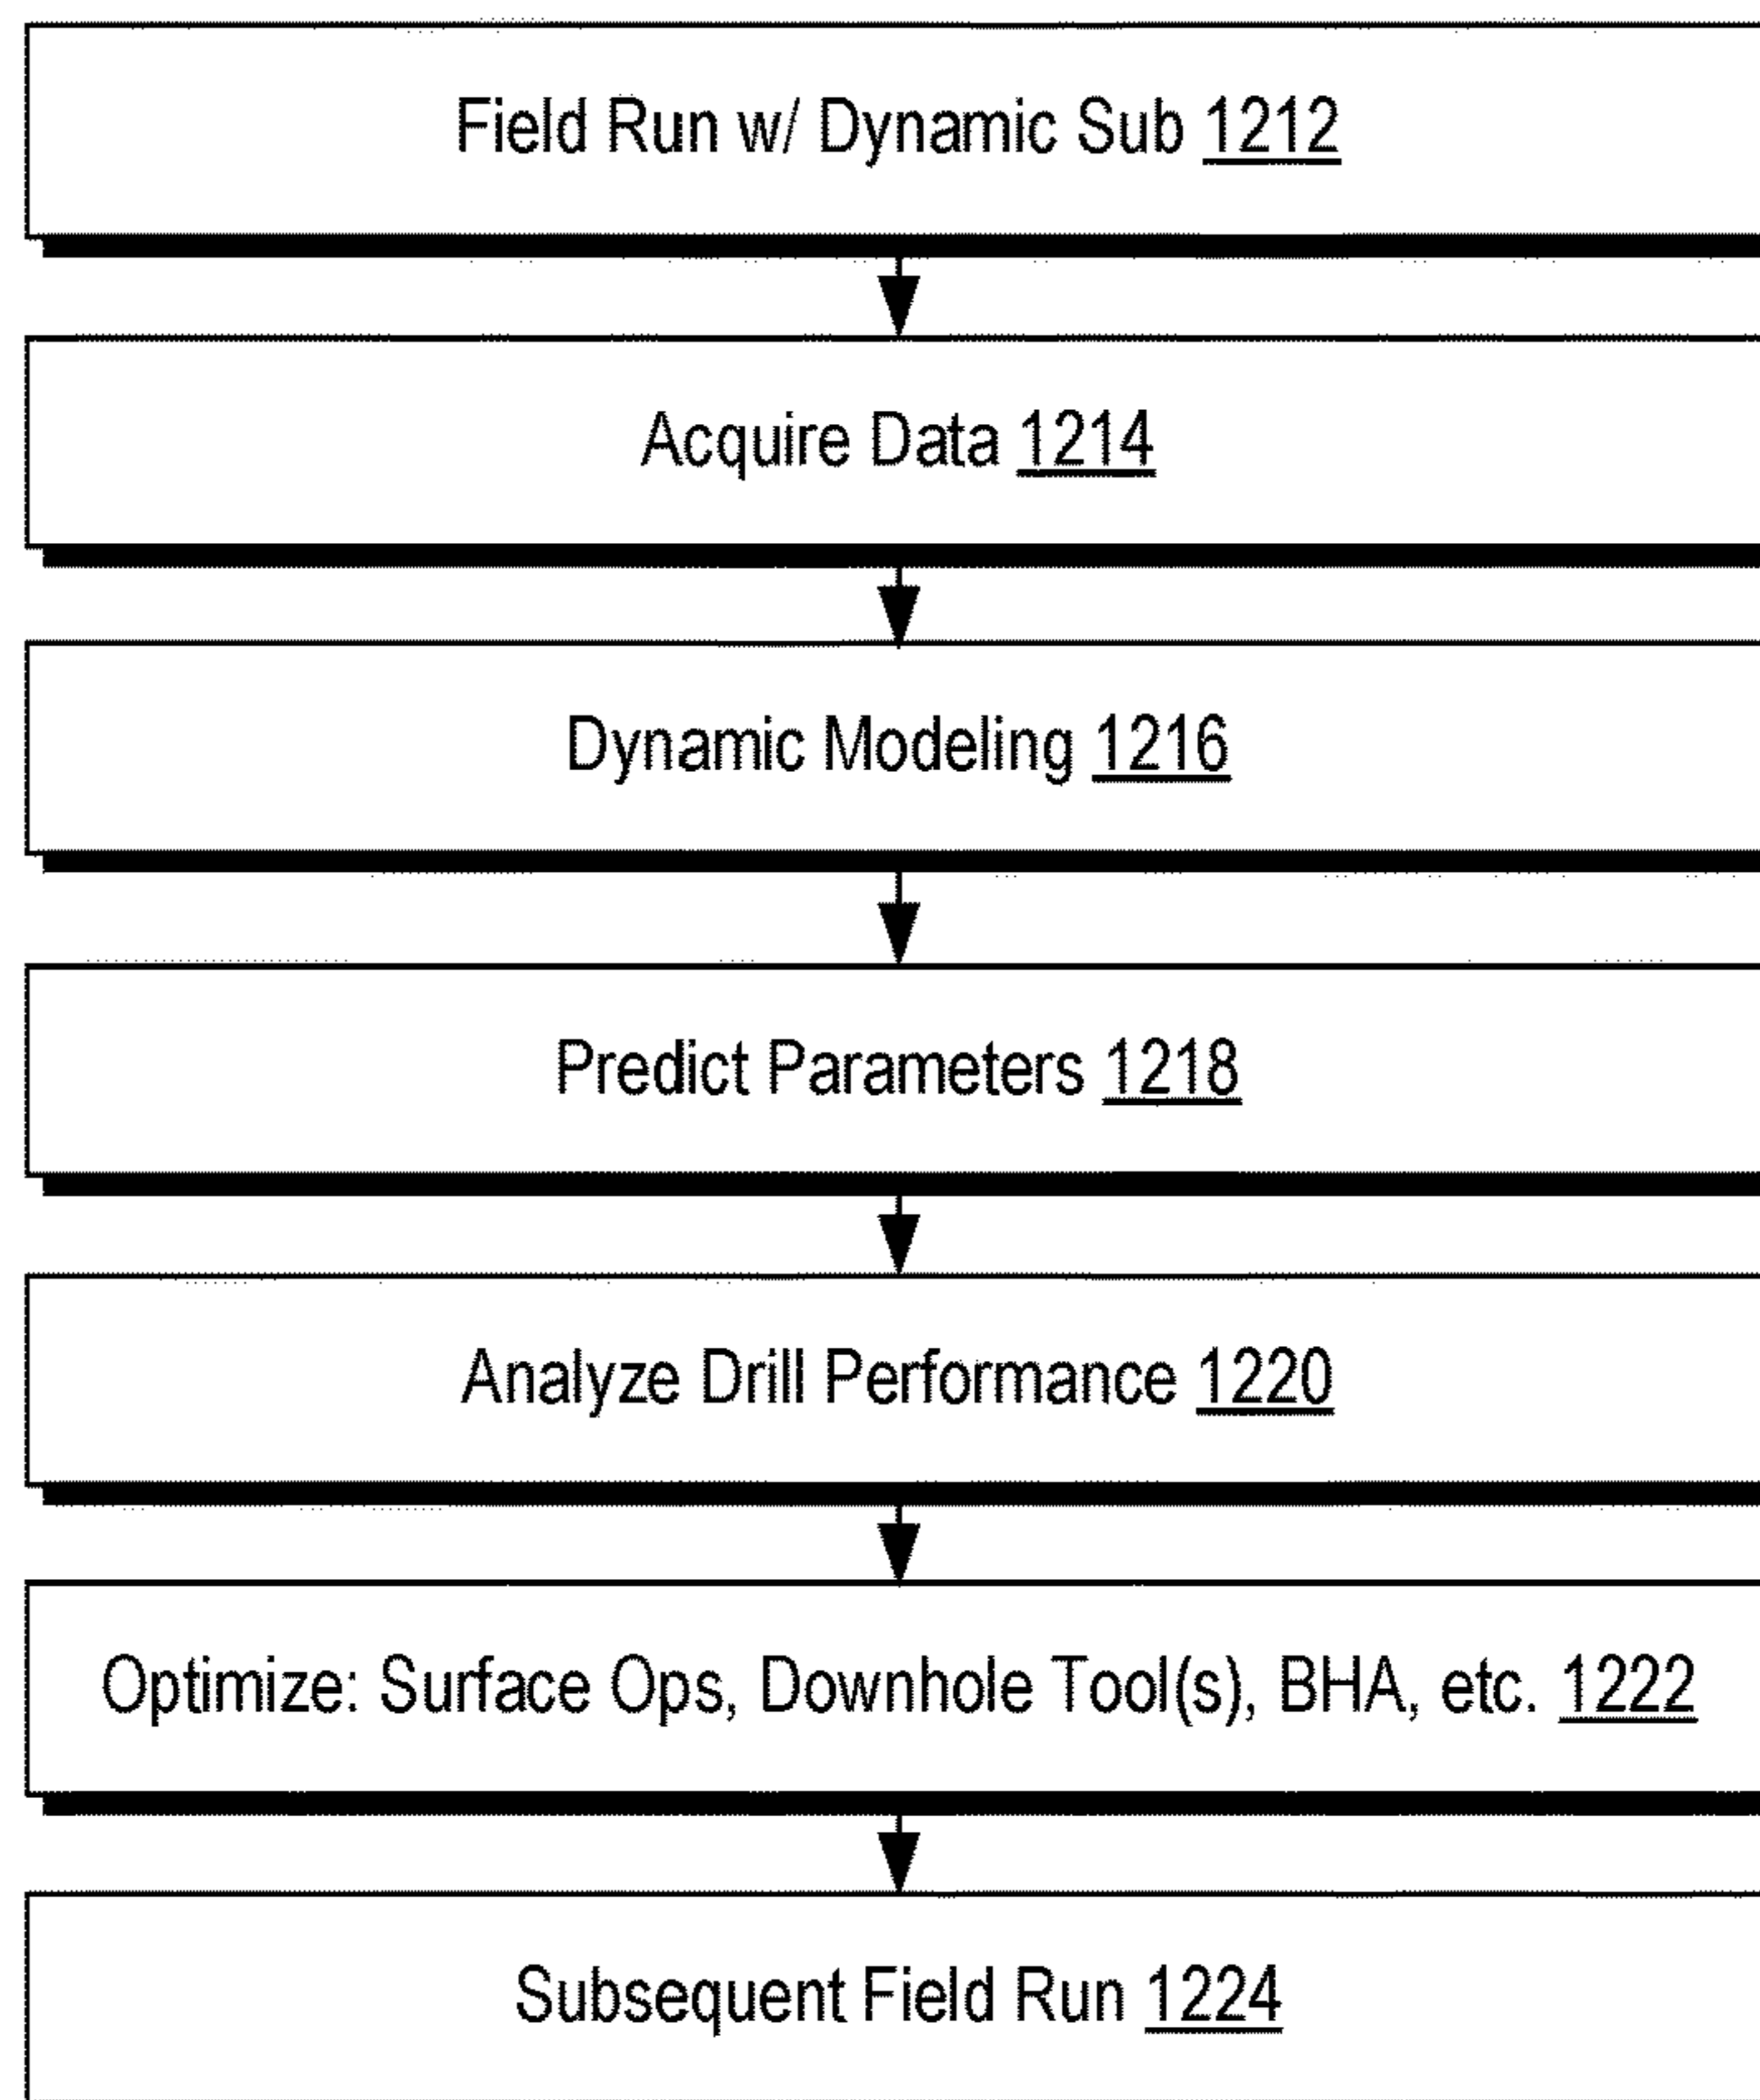 Field Run w/ Dynamic Sub 1212
Acquire Data 1214
Dynamic Modeling 1216
Predict Parameters 1218
Analyze Drill Performance 1220
Optimize: Surface Ops, Downhole Tool(s), BHA, etc. 1222
Subsequent Field Run 1224